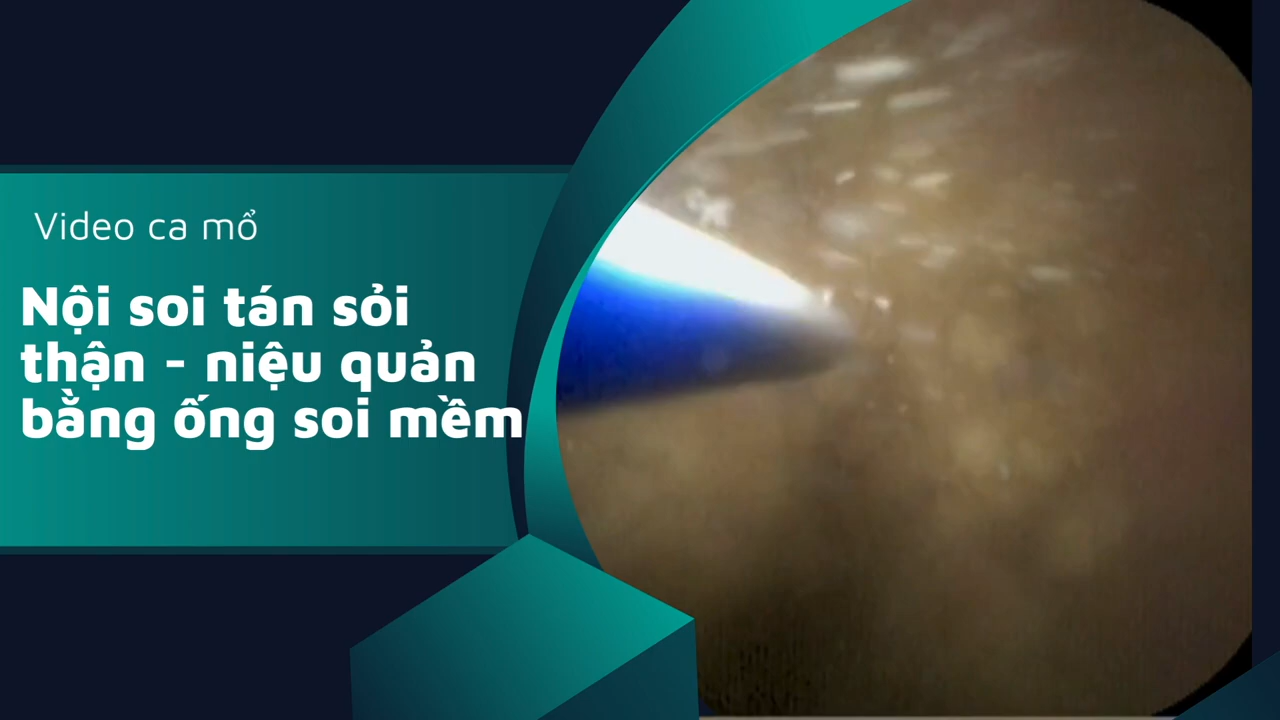 Video ca mổ
Nội soi tán sỏi
thận - niệu quản
bằng ống soi mềm